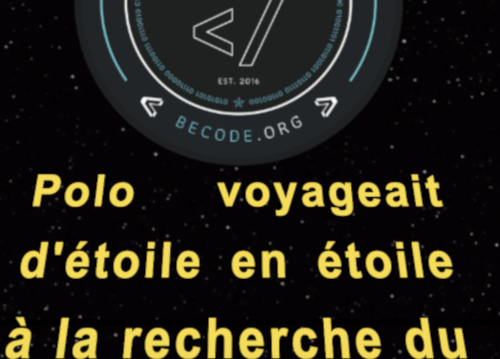 </
EST. 2016
BECODE.ORG
Polo voyageait
d'étoile en étoile
à la recherche du